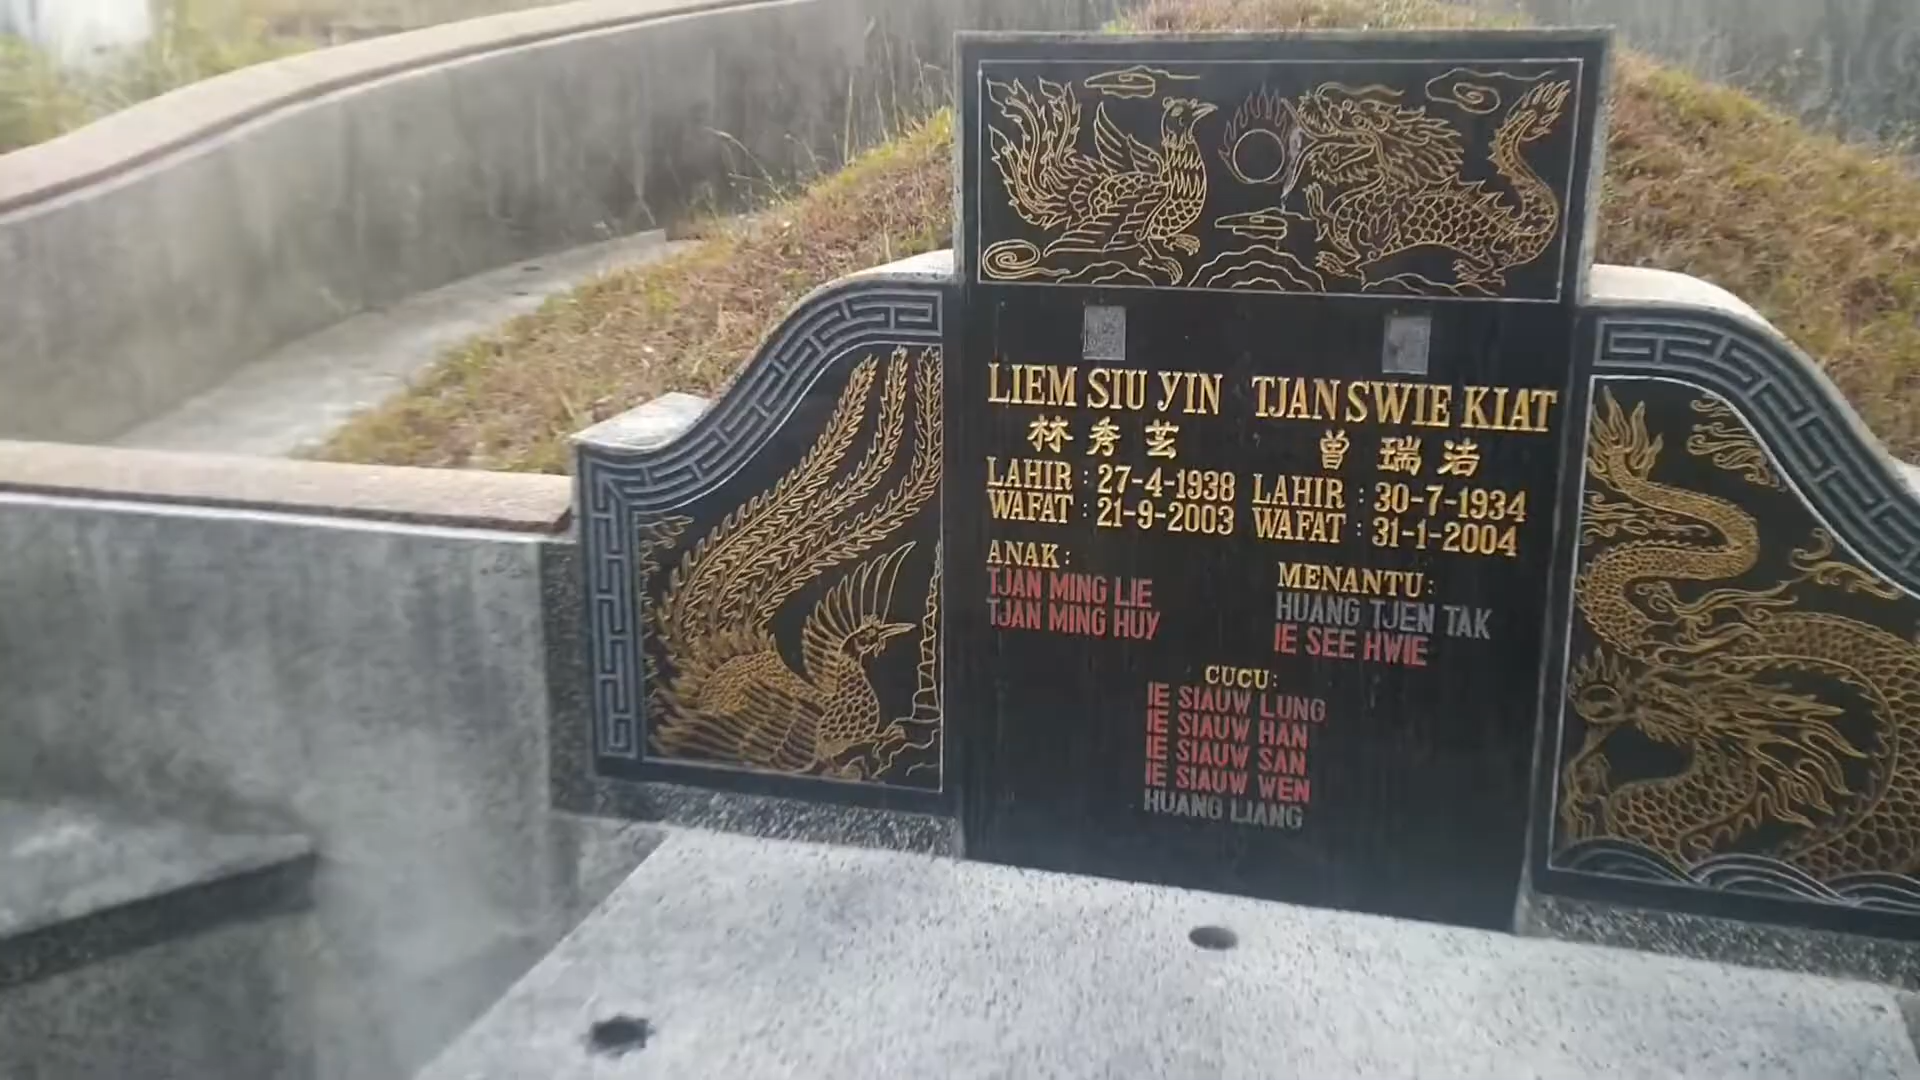 LIEM SIU YIN
林秀芸
LAHIR : 27-4-1938
WAFAT : 21-9-2003
TJAN SWIE KIAT
曾瑞洁
LAHIR : 30-7-1934
WAFAT : 31-1-2004
ANAK :
TJAN MING LIE
TJAN MING HUY
MENANTU :
HUANG TJEN TAK
IE SEE HWIE
CUCU :
IE SIAUW LUNG
IE SIAUW HAN
IE SIAUW SAN
IE SIAUW WEN
HUANG LIANG